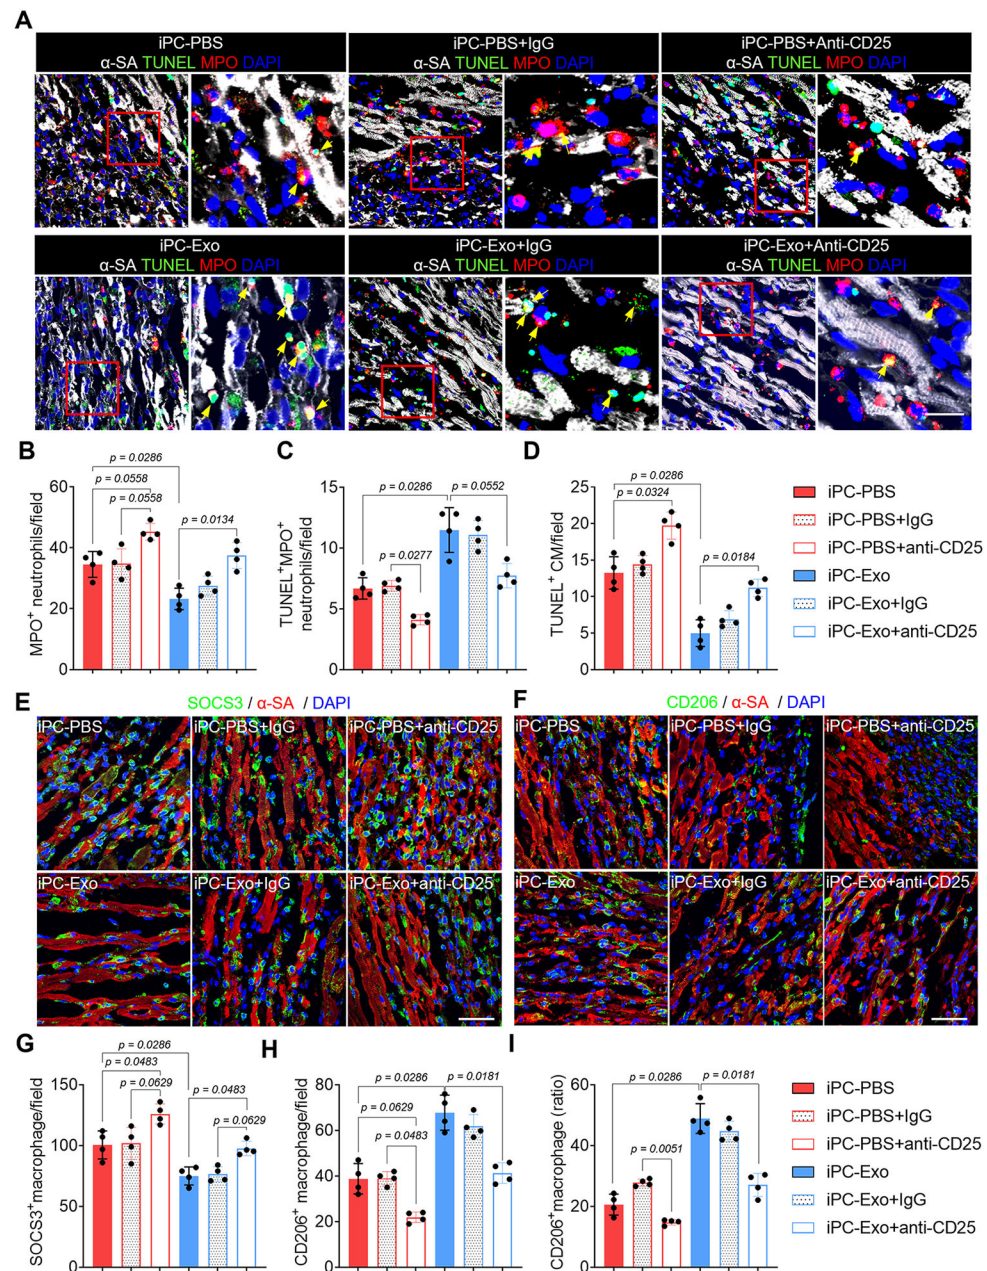 A
iPC-PBS
α-SA TUNEL MPO DAPI
iPC-PBS+IgG
α-SA TUNEL MPO DAPI
iPC-PBS+Anti-CD25
α-SA TUNEL MPO DAPI
iPC-Exo
α-SA TUNEL MPO DAPI
iPC-Exo+IgG
α-SA TUNEL MPO DAPI
iPC-Exo+Anti-CD25
α-SA TUNEL MPO DAPI
B
p = 0.0286
p = 0.0558
p = 0.0558
p = 0.0134
MPO⁺ neutrophils/field
60
40
20
0
C
p = 0.0286
p = 0.0552
p = 0.0277
TUNEL⁺MPO⁺
neutrophils/field
15
10
5
0
D
p = 0.0286
p = 0.0324
p = 0.0184
TUNEL⁺ CM/field
25
20
15
10
5
0
iPC-PBS
iPC-PBS+IgG
iPC-PBS+anti-CD25
iPC-Exo
iPC-Exo+IgG
iPC-Exo+anti-CD25
E
SOCS3 / α-SA / DAPI
iPC-PBS
iPC-PBS+IgG
iPC-PBS+anti-CD25
iPC-Exo
iPC-Exo+IgG
iPC-Exo+anti-CD25
F
CD206 / α-SA / DAPI
iPC-PBS
iPC-PBS+IgG
iPC-PBS+anti-CD25
iPC-Exo
iPC-Exo+IgG
iPC-Exo+anti-CD25
G
p = 0.0286
p = 0.0483
p = 0.0629
p = 0.0483
p = 0.0629
SOCS3⁺macrophage/field
150
100
50
0
H
p = 0.0286
p = 0.0181
p = 0.0629
p = 0.0483
CD206⁺ macrophage/field
80
60
40
20
0
I
p = 0.0286
p = 0.0181
p = 0.0051
CD206⁺macrophage (ratio)
60
40
20
0
iPC-PBS
iPC-PBS+IgG
iPC-PBS+anti-CD25
iPC-Exo
iPC-Exo+IgG
iPC-Exo+anti-CD25